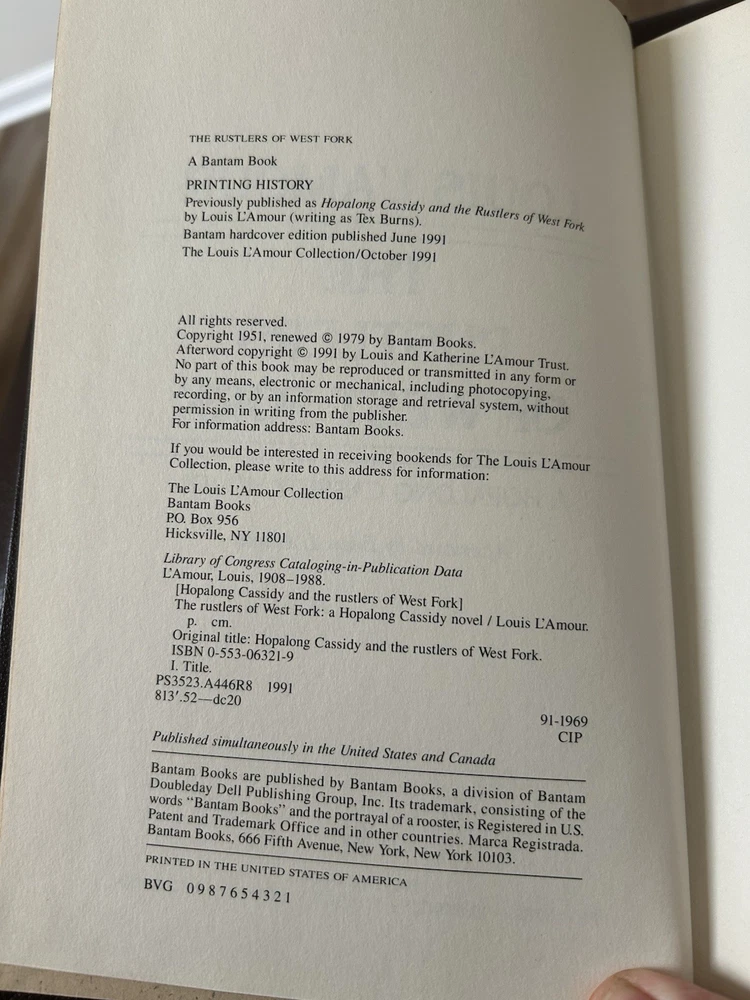 THE RUSTLERS OF WEST FORK
A Bantam Book
PRINTING HISTORY
Previously published as Hopalong Cassidy and the Rustlers of West Fork
by Louis L'Amour (writing as Tex Burns).
Bantam hardcover edition published June 1991
The Louis L'Amour Collection/October 1991
All rights reserved.
Copyright 1951, renewed © 1979 by Bantam Books.
Afterword copyright © 1991 by Louis and Katherine L'Amour Trust.
No part of this book may be reproduced or transmitted in any form or
by any means, electronic or mechanical, including photocopying,
recording, or by an information storage and retrieval system, without
permission in writing from the publisher.
For information address: Bantam Books.
If you would be interested in receiving bookends for The Louis L'Amour
Collection, please write to this address for information:
The Louis L'Amour Collection
Bantam Books
P.O. Box 956
Hicksville, NY 11801
Library of Congress Cataloging-in-Publication Data
L'Amour, Louis, 1908–1988.
[Hopalong Cassidy and the rustlers of West Fork]
The rustlers of West Fork: a Hopalong Cassidy novel / Louis L'Amour.
p. cm.
Original title: Hopalong Cassidy and the rustlers of West Fork.
ISBN 0-553-06321-9
I. Title.
PS3523.A446R8 1991
813'.52—dc20
91-1969
CIP
Published simultaneously in the United States and Canada
Bantam Books are published by Bantam Books, a division of Bantam
Doubleday Dell Publishing Group, Inc. Its trademark, consisting of the
words "Bantam Books" and the portrayal of a rooster, is Registered in U.S.
Patent and Trademark Office and in other countries. Marca Registrada.
Bantam Books, 666 Fifth Avenue, New York, New York 10103.
PRINTED IN THE UNITED STATES OF AMERICA
BVG 0987654321